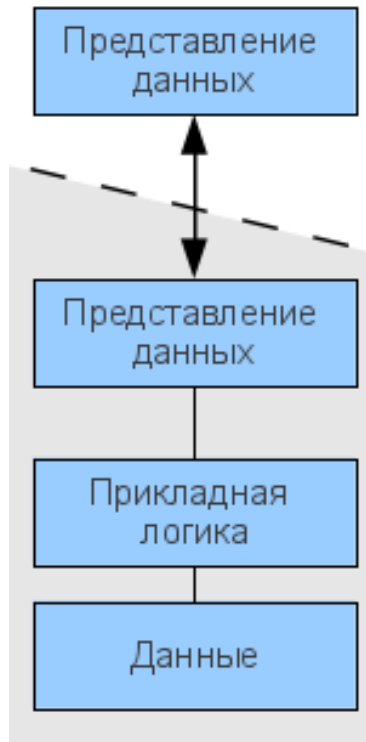 Представление
данных
Представление
данных
Прикладная
логика
Данные